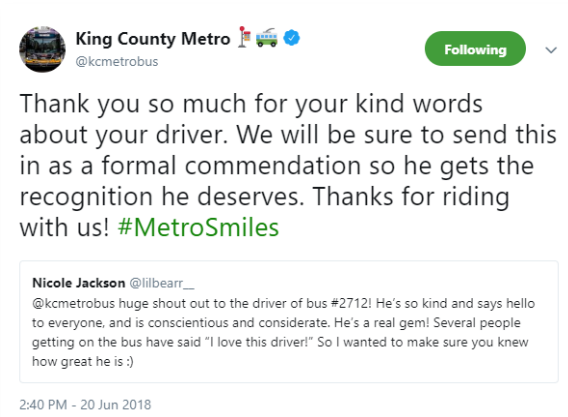 King County Metro 🚏🚎
@kcmetrobus
Following
Thank you so much for your kind words
about your driver. We will be sure to send this
in as a formal commendation so he gets the
recognition he deserves. Thanks for riding
with us! #MetroSmiles
Nicole Jackson @lilbearr__
@kcmetrobus huge shout out to the driver of bus #2712! He's so kind and says hello
to everyone, and is conscientious and considerate. He's a real gem! Several people
getting on the bus have said "I love this driver!" So I wanted to make sure you knew
how great he is :)
2:40 PM - 20 Jun 2018